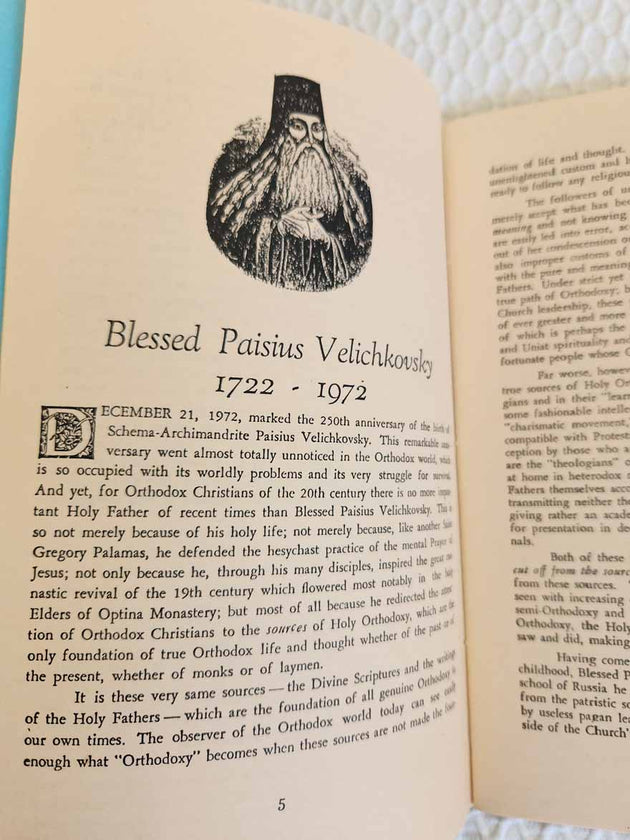 Blessed Paisius Velichkovsky
1722 - 1972
DECEMBER 21, 1972, marked the 250th anniversary of the birth of
Schema-Archimandrite Paisius Velichkovsky. This remarkable anni-
versary went almost totally unnoticed in the Orthodox world, which
is so occupied with its worldly problems and its very struggle for survival.
And yet, for Orthodox Christians of the 20th century there is no more impor-
tant Holy Father of recent times than Blessed Paisius Velichkovsky. This is
so not merely because of his holy life; not merely because, like another Saint
Gregory Palamas, he defended the hesychast practice of the mental Prayer of
Jesus; not only because he, through his many disciples, inspired the great mo-
nastic revival of the 19th century which flowered most notably in the holy
Elders of Optina Monastery; but most of all because he redirected the atten-
tion of Orthodox Christians to the sources of Holy Orthodoxy, which are the
only foundation of true Orthodox life and thought whether of the past or of
the present, whether of monks or of laymen.
It is these very same sources — the Divine Scriptures and the writings
of the Holy Fathers — which are the foundation of all genuine Orthodoxy in
our own times. The observer of the Orthodox world today can see easily
enough what "Orthodoxy" becomes when these sources are not made the
5
dation of life and thought.
unenlightened custom and
ready to follow any religiou
The followers of
merely accept what has bee
meaning and not knowing
are easily led into error, ac
out of her condescension o
also improper customs of
with the pure and meaning
Fathers. Under strict yet
true path of Orthodoxy; b
Church leadership, these
of ever greater and more
of which is perhaps the
and Uniat spirituality and
fortunate people whose
Far worse, howev
true sources of Holy Or
gians and in their "learn
some fashionable intelle
"charismatic movement,
compatible with Protest
ception by those who a
are the "theologians" o
at home in heterodox
Fathers themselves acco
transmitting neither the
giving rather an acade
for presentation in de
nals.
Both of these
cut off from the sourc
from these sources.
seen with increasing
semi-Orthodox and
Orthodoxy, the Holy
saw and did, making
Having come
childhood, Blessed P
school of Russia he
from the patristic so
by useless pagan lea
side of the Church'